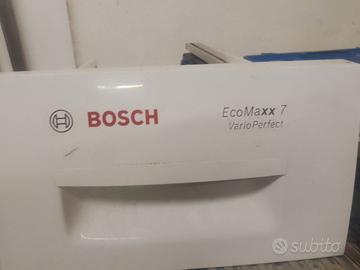 BOSCH
EcoMaxx 7
VarioPerfect
subito